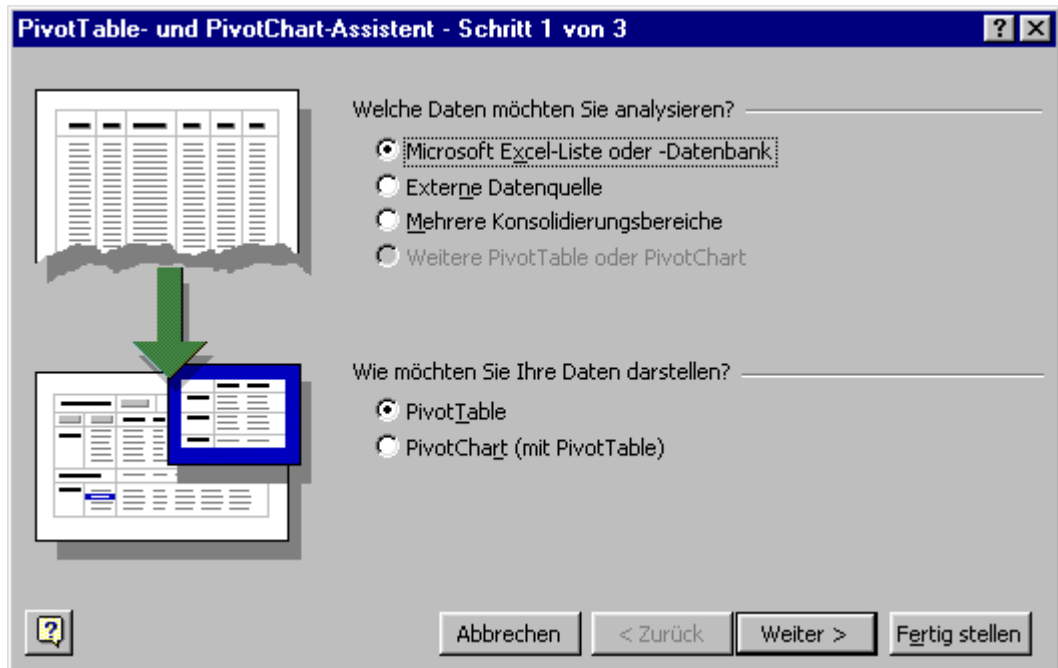 PivotTable- und PivotChart-Assistent - Schritt 1 von 3
Welche Daten möchten Sie analysieren?
Microsoft Excel-Liste oder -Datenbank
Externe Datenquelle
Mehrere Konsolidierungsbereiche
Weitere PivotTable oder PivotChart
Wie möchten Sie Ihre Daten darstellen?
PivotTable
PivotChart (mit PivotTable)
Abbrechen
< Zurück
Weiter >
Fertig stellen